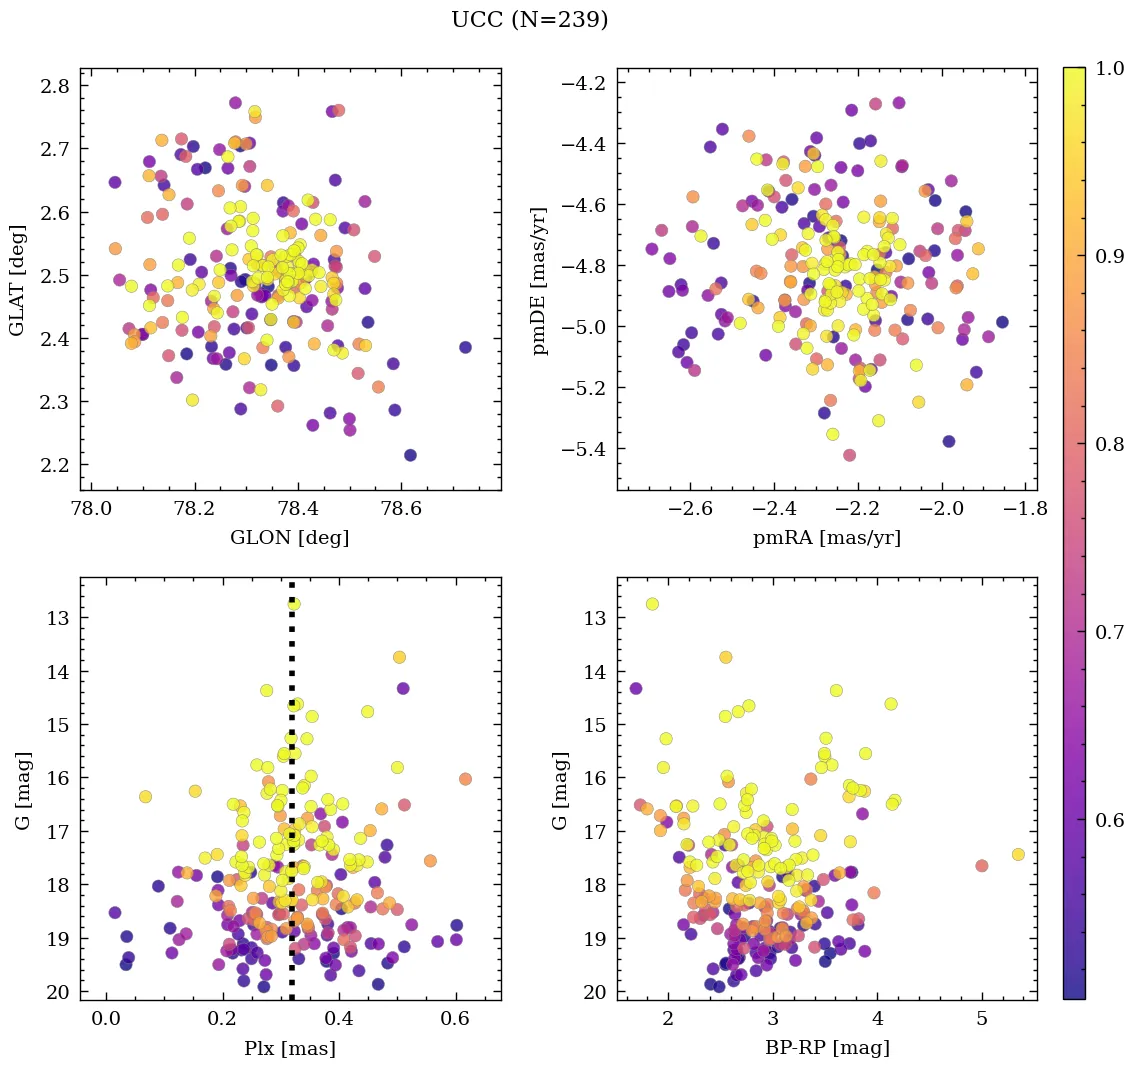 UCC (N=239)
2.8
2.7
2.6
2.5
2.4
2.3
2.2
GLAT [deg]
78.0 78.2 78.4 78.6
GLON [deg]
−4.2
−4.4
−4.6
−4.8
−5.0
−5.2
−5.4
pmDE [mas/yr]
−2.6 −2.4 −2.2 −2.0 −1.8
pmRA [mas/yr]
13
14
15
16
17
18
19
20
G [mag]
0.0 0.2 0.4 0.6
Plx [mas]
13
14
15
16
17
18
19
20
G [mag]
2 3 4 5
BP-RP [mag]
1.0
0.9
0.8
0.7
0.6